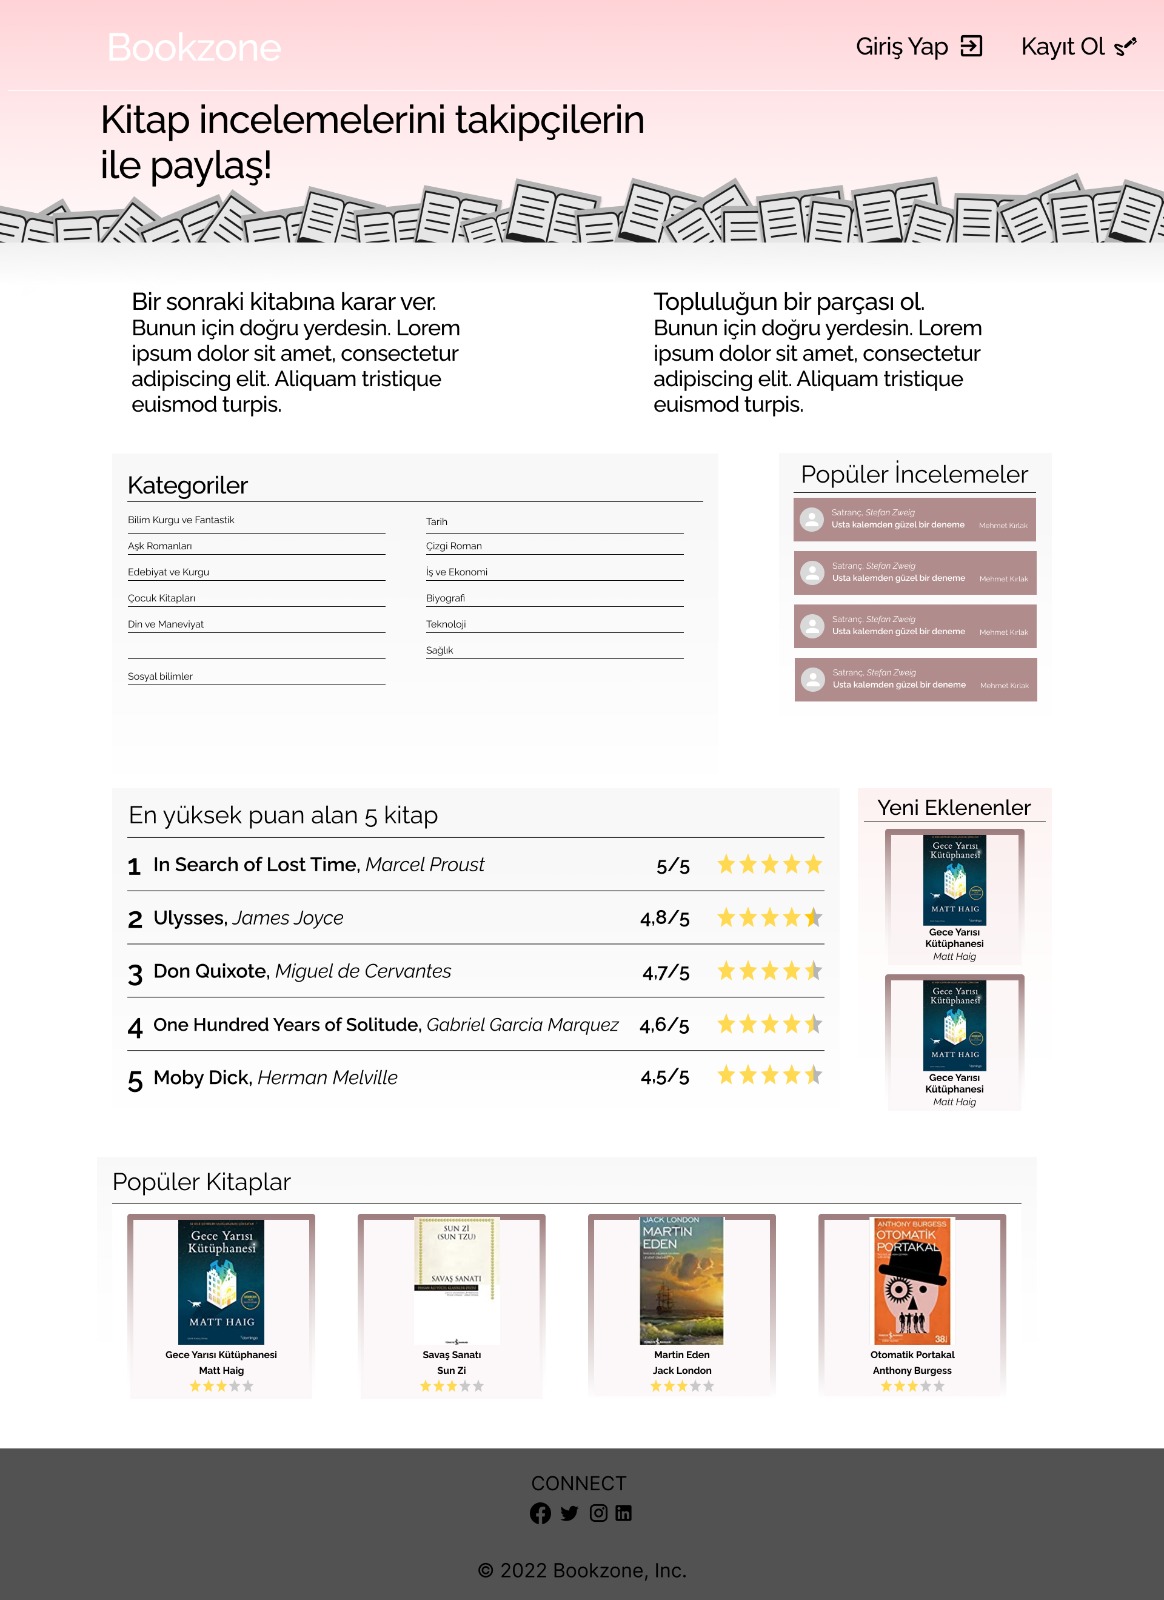 Bookzone
Giriş Yap
Kayıt Ol
Kitap incelemelerini takipçilerin
ile paylaş!
Bir sonraki kitabına karar ver.
Bunun için doğru yerdesin. Lorem
ipsum dolor sit amet, consectetur
adipiscing elit. Aliquam tristique
euismod turpis.
Topluluğun bir parçası ol.
Bunun için doğru yerdesin. Lorem
ipsum dolor sit amet, consectetur
adipiscing elit. Aliquam tristique
euismod turpis.
Kategoriler
Bilim Kurgu ve Fantastik
Aşk Romanları
Edebiyat ve Kurgu
Çocuk Kitapları
Din ve Maneviyat
Sosyal bilimler
Tarih
Çizgi Roman
İş ve Ekonomi
Biyografi
Teknoloji
Sağlık
Popüler İncelemeler
Satranç, Stefan Zweig
Usta kalemden güzel bir deneme Mehmet Kırlak
Satranç, Stefan Zweig
Usta kalemden güzel bir deneme Mehmet Kırlak
Satranç, Stefan Zweig
Usta kalemden güzel bir deneme Mehmet Kırlak
Satranç, Stefan Zweig
Usta kalemden güzel bir deneme Mehmet Kırlak
En yüksek puan alan 5 kitap
1 In Search of Lost Time, Marcel Proust 5/5
2 Ulysses, James Joyce 4,8/5
3 Don Quixote, Miguel de Cervantes 4,7/5
4 One Hundred Years of Solitude, Gabriel Garcia Marquez 4,6/5
5 Moby Dick, Herman Melville 4,5/5
Yeni Eklenenler
Gece Yarısı
Kütüphanesi
MATT HAIG
Gece Yarısı
Kütüphanesi
Matt Haig
Gece Yarısı
Kütüphanesi
MATT HAIG
Gece Yarısı
Kütüphanesi
Matt Haig
Popüler Kitaplar
Gece Yarısı
Kütüphanesi
MATT HAIG
Gece Yarısı Kütüphanesi
Matt Haig
SUN Zİ
(SUN TZU)
SAVAŞ SANATI
Savaş Sanatı
Sun Zi
JACK LONDON
MARTIN
EDEN
Martin Eden
Jack London
ANTHONY BURGESS
OTOMATİK
PORTAKAL
38
Otomatik Portakal
Anthony Burgess
CONNECT
© 2022 Bookzone, Inc.